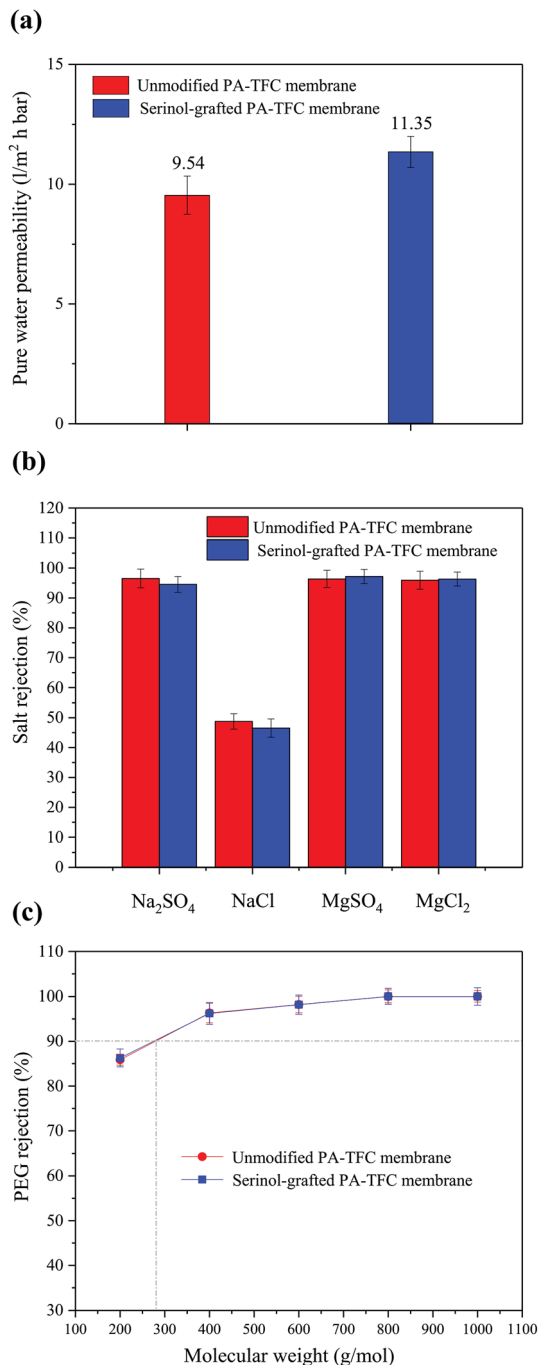 (a)
15
10
5
0
Pure water permeability (l/m² h bar)
Unmodified PA-TFC membrane
Serinol-grafted PA-TFC membrane
9.54
11.35
(b)
120
110
100
90
80
70
60
50
40
30
20
10
0
Salt rejection (%)
Unmodified PA-TFC membrane
Serinol-grafted PA-TFC membrane
Na₂SO₄ NaCl MgSO₄ MgCl₂
(c)
110
100
90
80
70
60
50
40
30
PEG rejection (%)
Unmodified PA-TFC membrane
Serinol-grafted PA-TFC membrane
100 200 300 400 500 600 700 800 900 1000 1100
Molecular weight (g/mol)